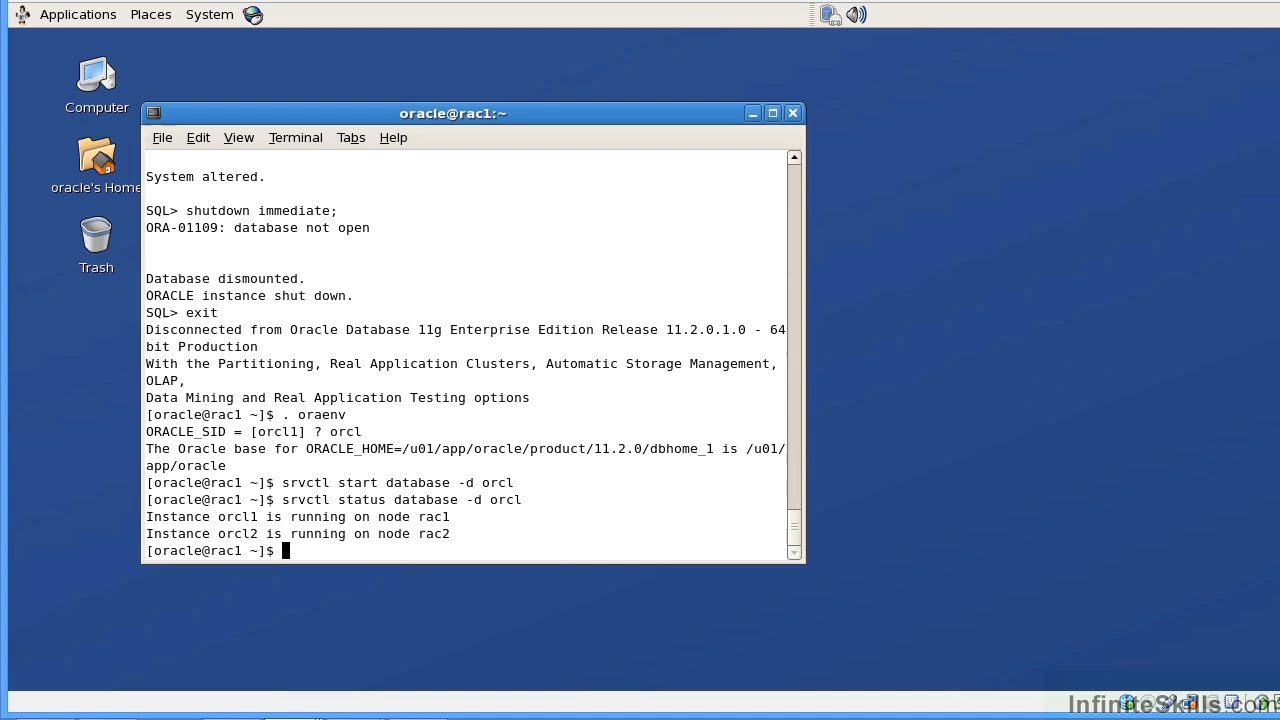 Applications Places System
Computer
oracle's Home
Trash
oracle@rac1:~
File Edit View Terminal Tabs Help
System altered.
SQL> shutdown immediate;
ORA-01109: database not open
Database dismounted.
ORACLE instance shut down.
SQL> exit
Disconnected from Oracle Database 11g Enterprise Edition Release 11.2.0.1.0 - 64
bit Production
With the Partitioning, Real Application Clusters, Automatic Storage Management,
OLAP,
Data Mining and Real Application Testing options
[oracle@rac1 ~]$ . oraenv
ORACLE_SID = [orcl1] ? orcl
The Oracle base for ORACLE_HOME=/u01/app/oracle/product/11.2.0/dbhome_1 is /u01/
app/oracle
[oracle@rac1 ~]$ srvctl start database -d orcl
[oracle@rac1 ~]$ srvctl status database -d orcl
Instance orcl1 is running on node rac1
Instance orcl2 is running on node rac2
[oracle@rac1 ~]$
InfiniteSkills.com